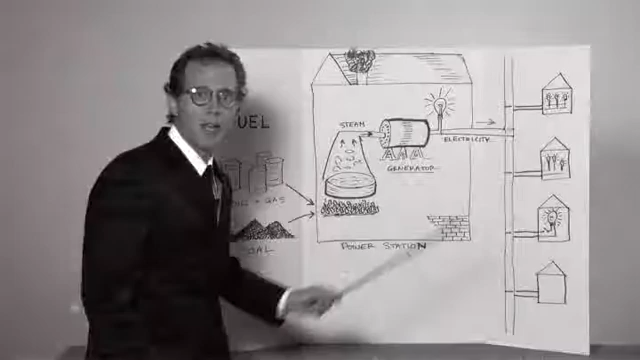 UEL
STEAM
ELECTRICITY
GENERATOR
+ GAS
OAL
POWER STATION